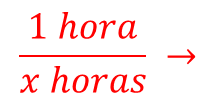 1 hora
x horas →